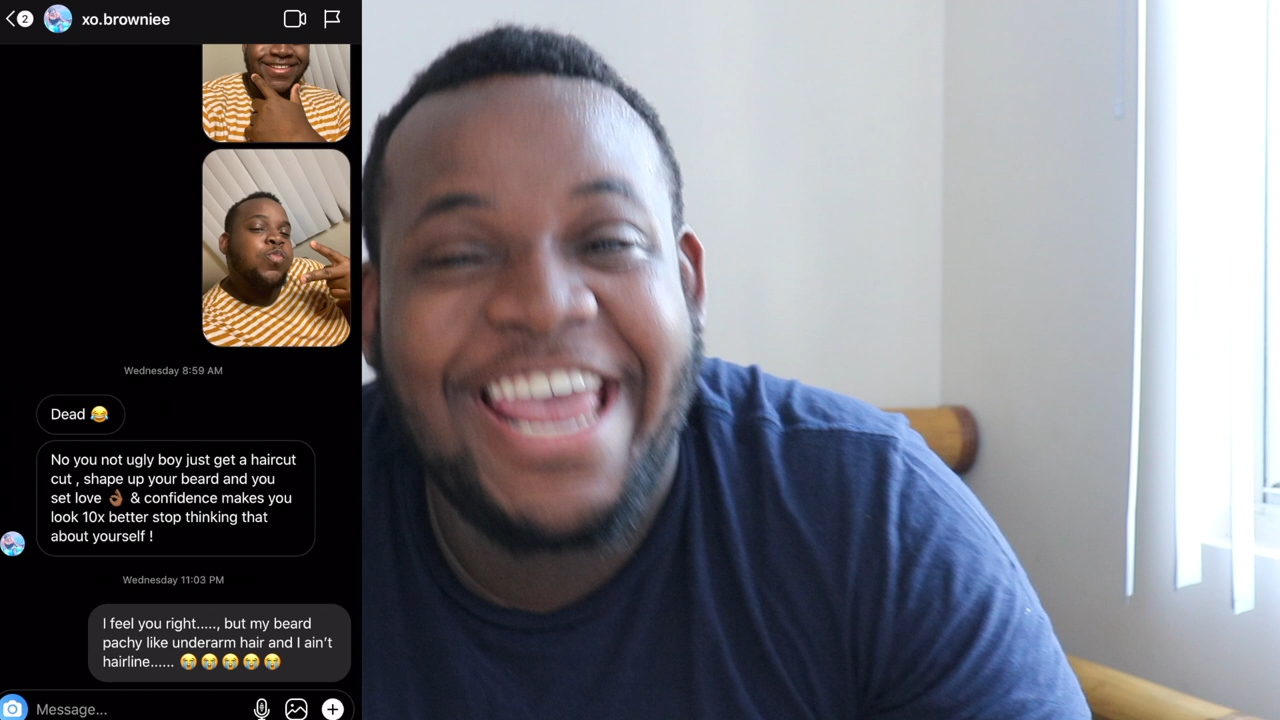 2 xo.browniee
Wednesday 8:59 AM
Dead 😂
No you not ugly boy just get a haircut
cut , shape up your beard and you
set love 👌🏾 & confidence makes you
look 10x better stop thinking that
about yourself !
Wednesday 11:03 PM
I feel you right....., but my beard
pachy like underarm hair and I ain't
hairline...... 😭😭😭😭😭
Message...